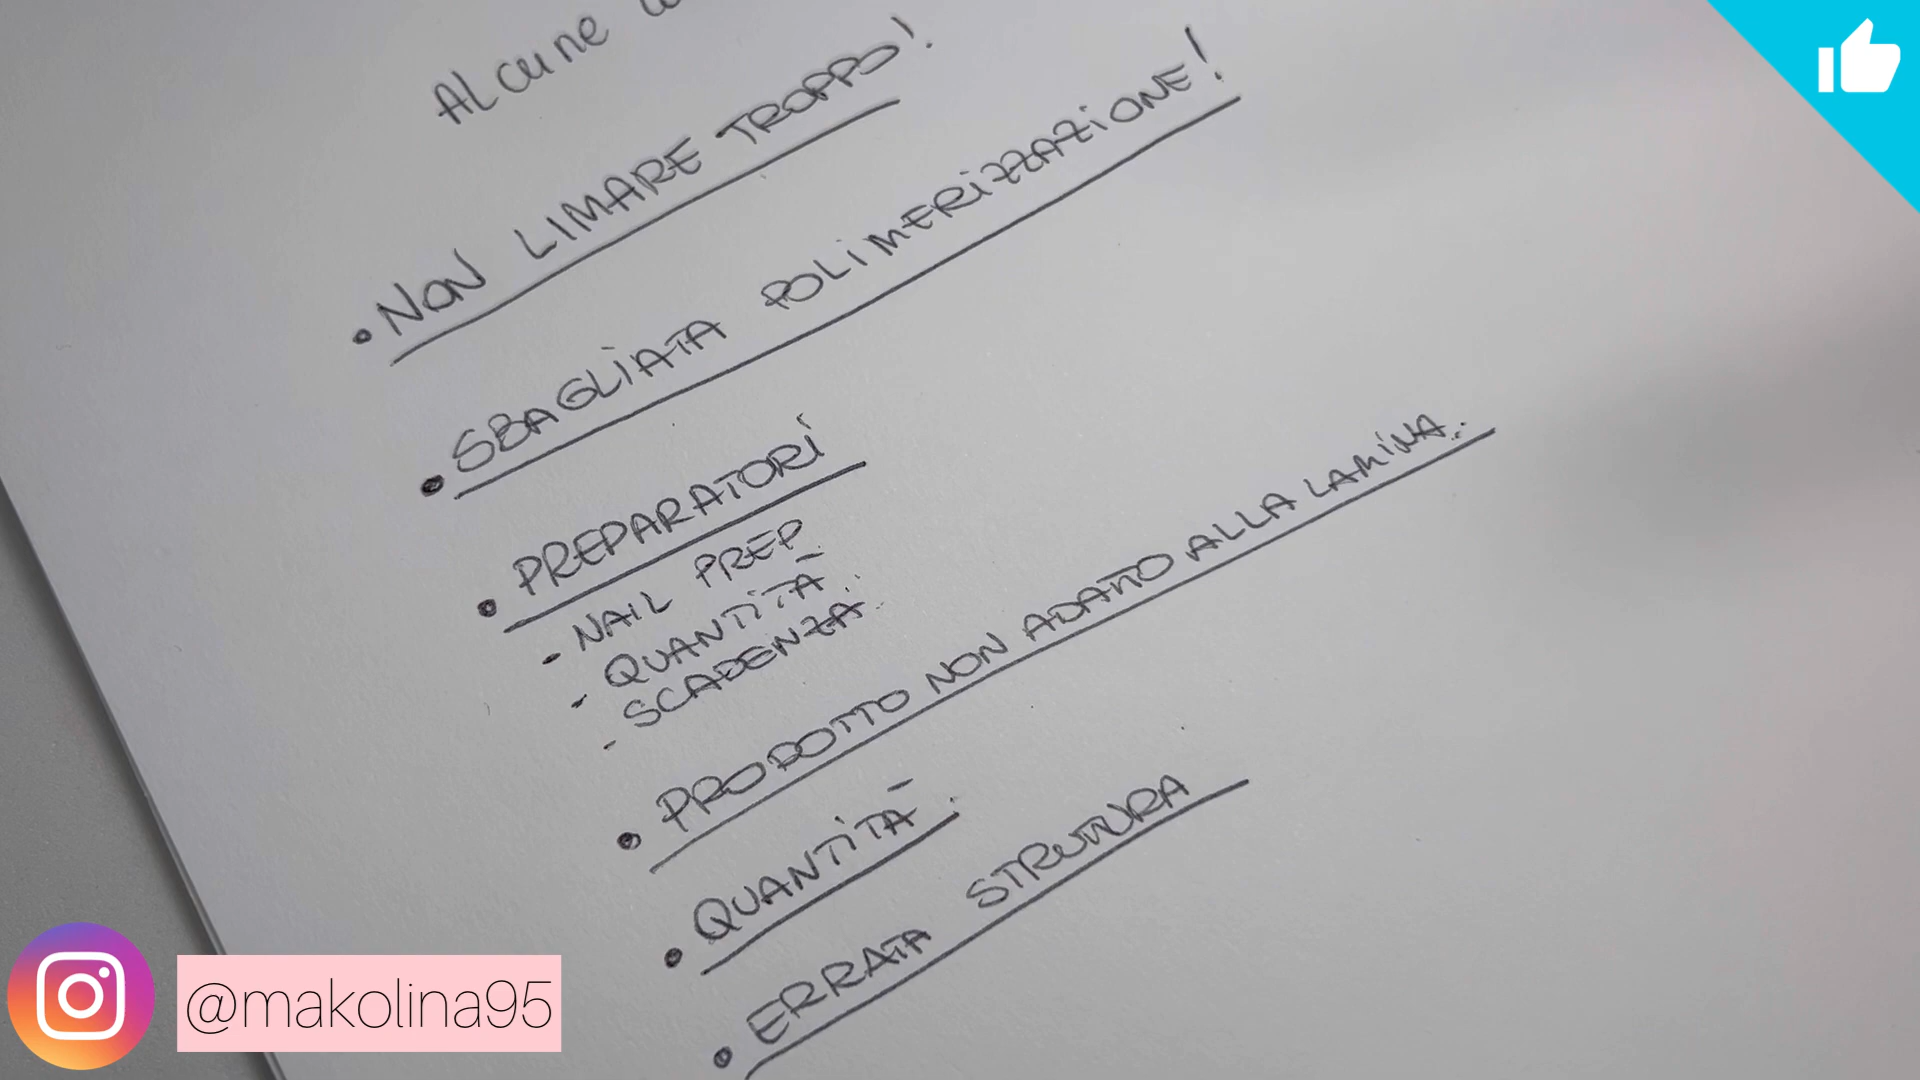 Alcune
• NON LIMARE TROPPO!
• SBAGLIATA POLIMERIZZAZIONE!
• PREPARATORI
- NAIL PREP
- QUANTITÀ
- SCADENZA.
• PRODOTTO NON ADATTO ALLA LAMINA..
• QUANTITÀ.
• ERRATA STRUTTURA
@makolina95